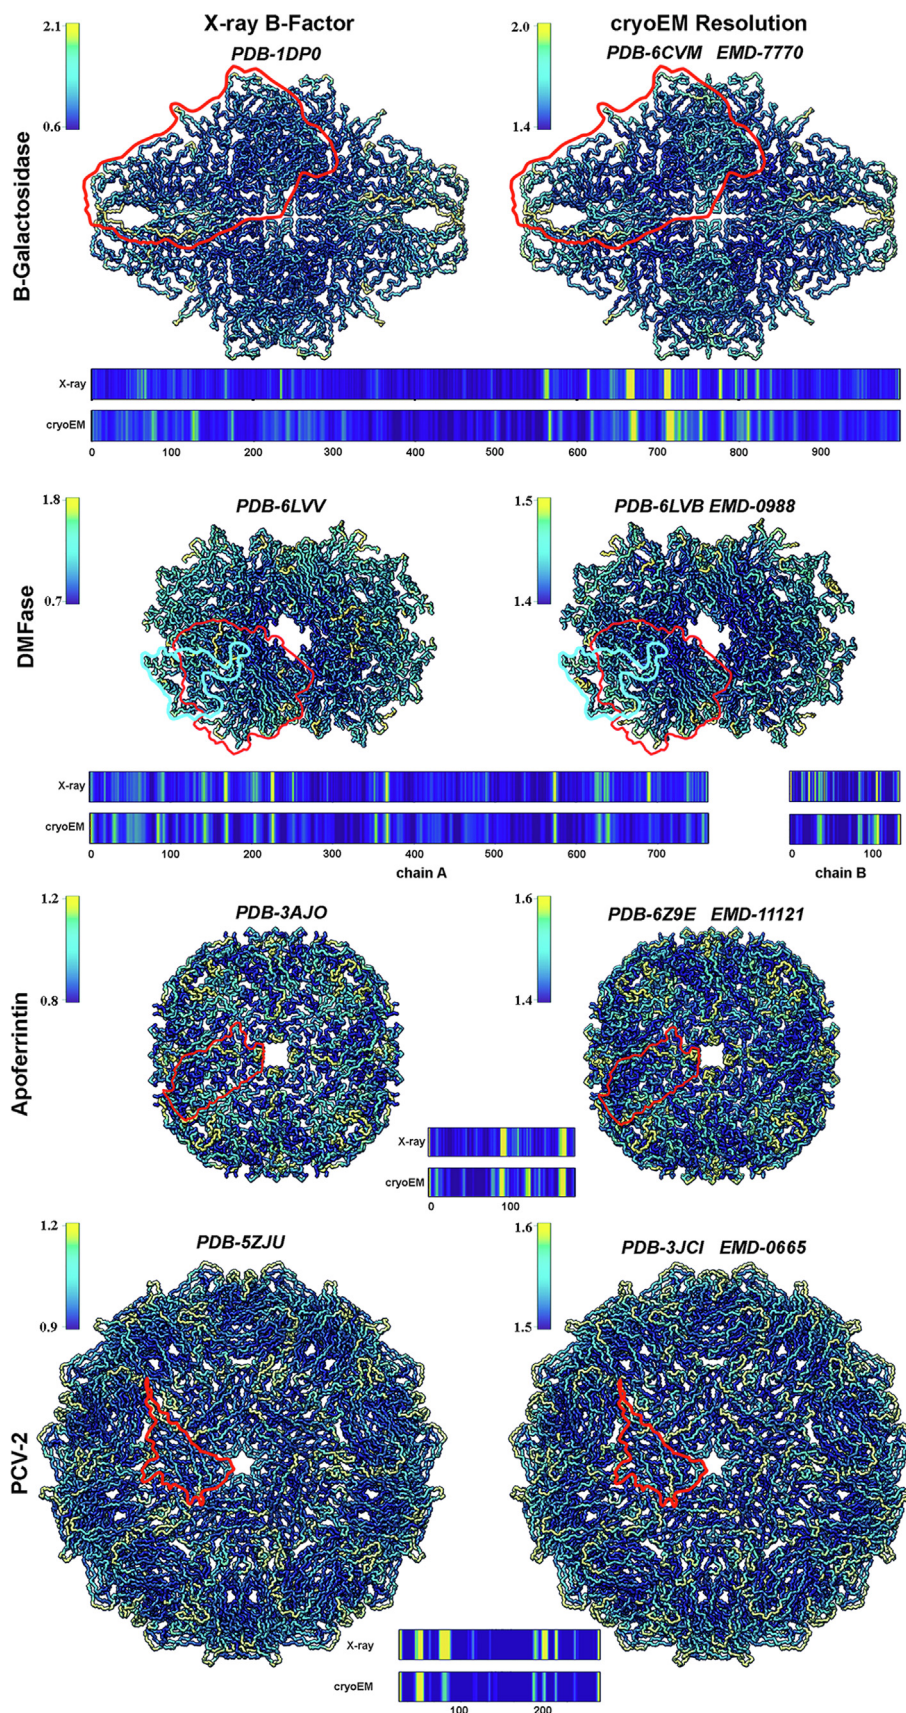 X-ray B-Factor
cryoEM Resolution
PDB-1DP0
PDB-6CVM EMD-7770
2.1
0.6
2.0
1.4
B-Galactosidase
X-ray
cryoEM
0 100 200 300 400 500 600 700 800 900
PDB-6LVV
PDB-6LVB EMD-0988
1.8
0.7
1.5
1.4
DMFase
X-ray
cryoEM
0 100 200 300 400 500 600 700
0 100
chain A
chain B
PDB-3AJO
PDB-6Z9E EMD-11121
1.2
0.8
1.6
1.4
Apoferrintin
X-ray
cryoEM
0 100
PDB-5ZJU
PDB-3JCI EMD-0665
1.2
0.9
1.6
1.5
PCV-2
X-ray
cryoEM
100 200